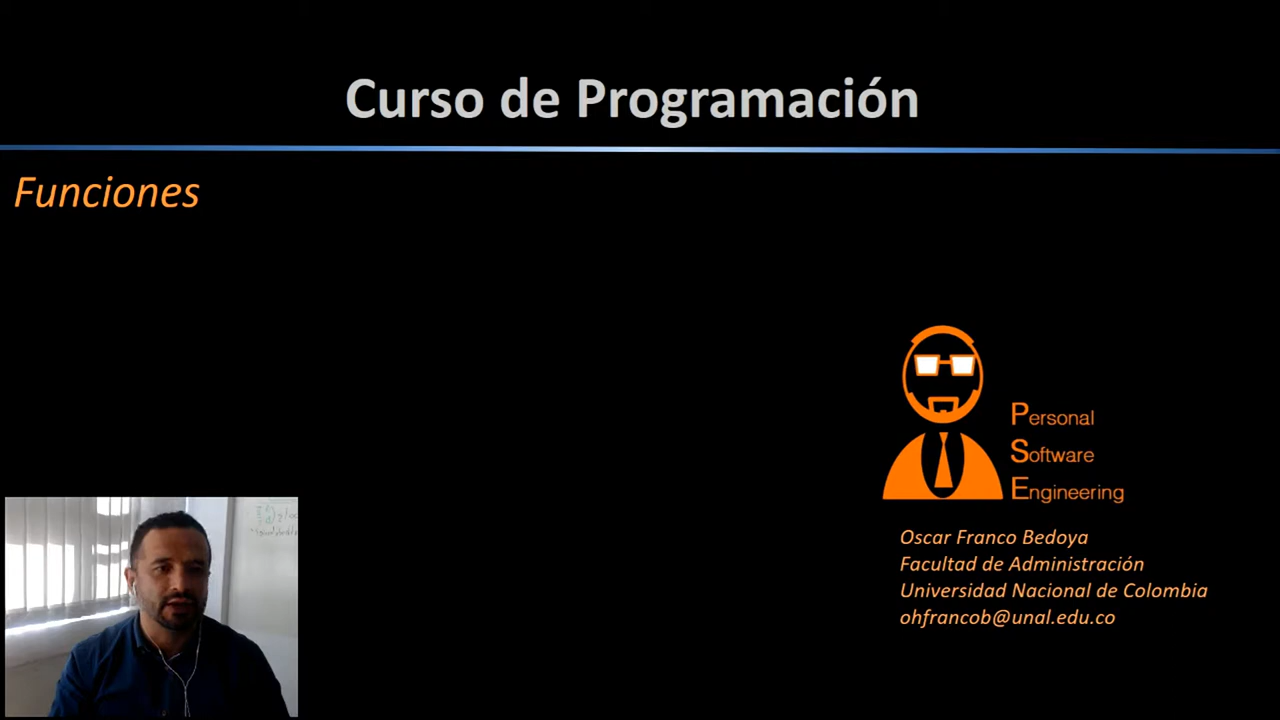 Curso de Programación
Funciones
Personal
Software
Engineering
Oscar Franco Bedoya
Facultad de Administración
Universidad Nacional de Colombia
ohfrancob@unal.edu.co